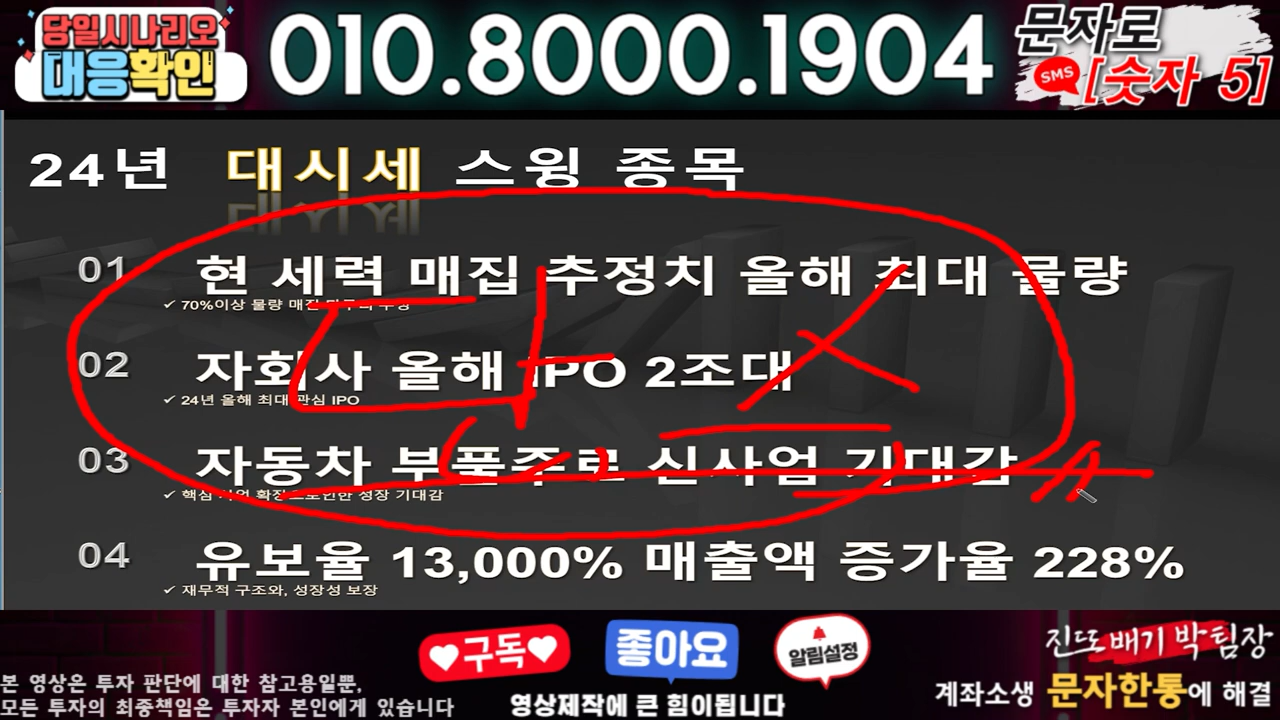 당일시나리오
대응확인
010.8000.1904
문자로
SMS [숫자 5]
24년 대시세 스윙 종목
01 현 세력 매집 추정치 올해 최대 물량
✓ 70%이상 물량 매집
02 자회사 올해 IPO 2조대
✓ 24년 올해 최대 관심 IPO
03 자동차 부품주로 신사업 기대감
✓ 핵심 사업 확장으로인한 성장 기대감
04 유보율 13,000% 매출액 증가율 228%
✓ 재무적 구조와, 성장성 보장
구독
좋아요
알림설정
진또배기 박팀장
본 영상은 투자 판단에 대한 참고용일뿐,
모든 투자의 최종책임은 투자자 본인에게 있습니다
영상제작에 큰 힘이됩니다
계좌소생 문자한통에 해결